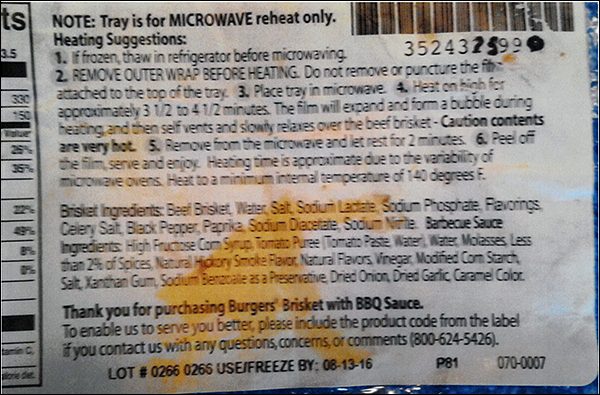 ts
3.5
330
150
Value*
26%
35%
22%
49%
8%
0%
tamin C,
alorie diet.
NOTE: Tray is for MICROWAVE reheat only.
Heating Suggestions:
1. If frozen, thaw in refrigerator before microwaving.
2. REMOVE OUTER WRAP BEFORE HEATING. Do not remove or puncture the film
attached to the top of the tray. 3. Place tray in microwave. 4. Heat on high for
approximately 3 1/2 to 4 1/2 minutes. The film will expand and form a bubble during
heating, and then self vents and slowly relaxes over the beef brisket - Caution contents
are very hot. 5. Remove from the microwave and let rest for 2 minutes. 6. Peel off
the film, serve and enjoy. Heating time is approximate due to the variability of
microwave ovens. Heat to a minimum internal temperature of 140 degrees F.
Brisket Ingredients: Beef Brisket, Water, Salt, Sodium Lactate, Sodium Phosphate, Flavorings,
Celery Salt, Black Pepper, Paprika, Sodium Diacetate, Sodium Nitrite. Barbecue Sauce
Ingredients: High Fructose Corn Syrup, Tomato Puree (Tomato Paste, Water), Water, Molasses, Less
than 2% of Spices, Natural Hickory Smoke Flavor, Natural Flavors, Vinegar, Modified Corn Starch,
Salt, Xanthan Gum, Sodium Benzoate as a Preservative, Dried Onion, Dried Garlic, Caramel Color.
Thank you for purchasing Burgers' Brisket with BBQ Sauce.
To enable us to serve you better, please include the product code from the label
if you contact us with any questions, concerns, or comments (800-624-5426).
LOT # 0266 0266 USE/FREEZE BY: 08-13-16 P81 070-0007